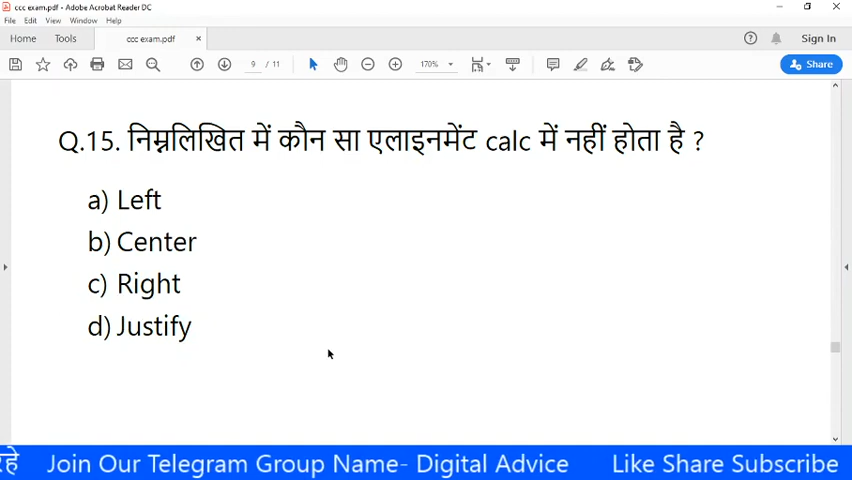 ccc exam.pdf - Adobe Acrobat Reader DC
File Edit View Window Help
Home Tools ccc exam.pdf × Sign In
9 / 11 170% Share
Q.15. निम्नलिखित में कौन सा एलाइनमेंट calc में नहीं होता है ?
a) Left
b) Center
c) Right
d) Justify
रहे Join Our Telegram Group Name- Digital Advice Like Share Subscribe